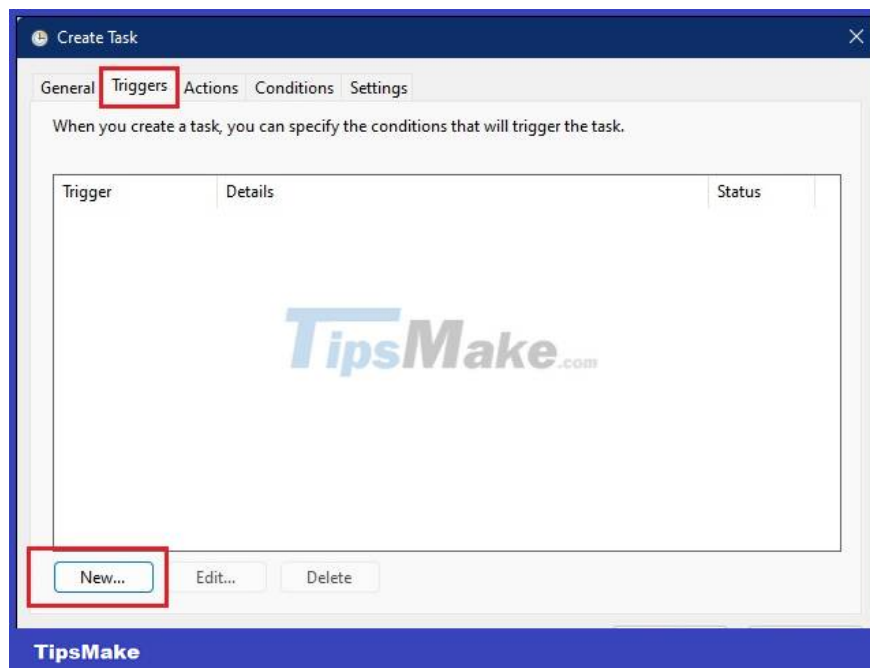 Create Task
General Triggers Actions Conditions Settings
When you create a task, you can specify the conditions that will trigger the task.
Trigger Details Status
TipsMake.com
New... Edit... Delete
TipsMake